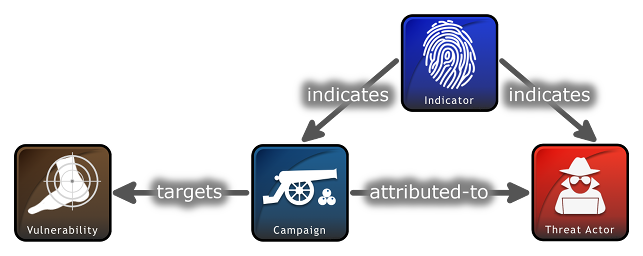 Indicator
indicates indicates
targets attributed-to
Vulnerability Campaign Threat Actor